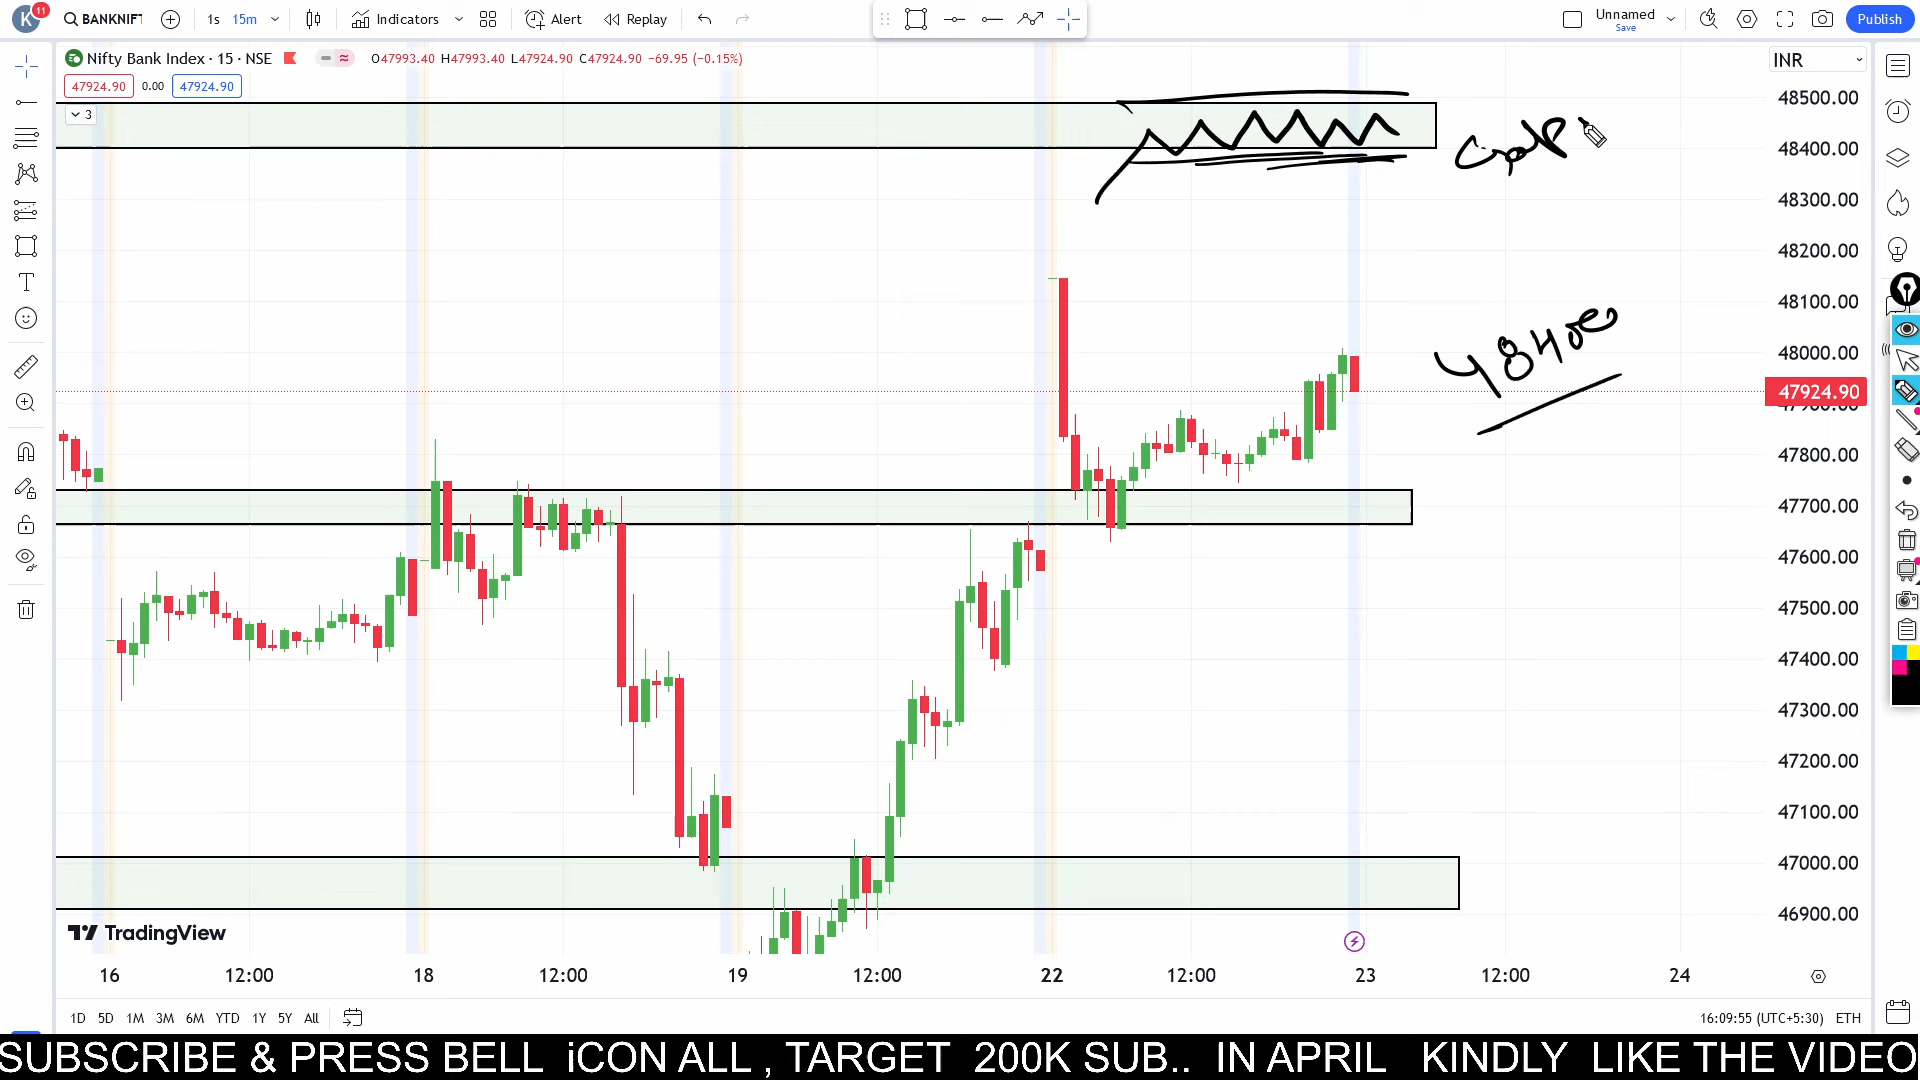 K 11 BANKNIFT 1s 15m Indicators Alert Replay Unnamed Save Publish
Nifty Bank Index · 15 · NSE O47993.40 H47993.40 L47924.90 C47924.90 −69.95 (−0.15%) INR
47924.90 0.00 47924.90
3
48500.00
48400.00
48300.00
48200.00
48100.00
48000.00
47924.90
47900.00
47800.00
47700.00
47600.00
47500.00
47400.00
47300.00
47200.00
47100.00
47000.00
46900.00
48400
TradingView
16 12:00 18 12:00 19 12:00 22 12:00 23 12:00 24
1D 5D 1M 3M 6M YTD 1Y 5Y All 16:09:55 (UTC+5:30) ETH
SUBSCRIBE & PRESS BELL iCON ALL , TARGET 200K SUB.. IN APRIL KINDLY LIKE THE VIDEO